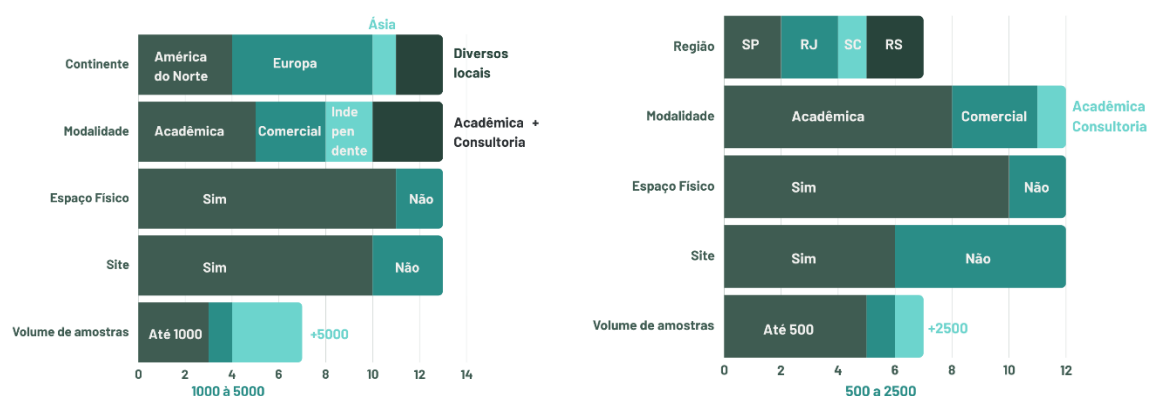 Ásia
Continente
América
do Norte
Europa
Diversos
locais
Modalidade
Acadêmica
Comercial
Inde
pen
dente
Acadêmica +
Consultoria
Espaço Físico
Sim
Não
Site
Sim
Não
Volume de amostras
Até 1000
+5000
0 2 4 6 8 10 12 14
1000 à 5000
Região
SP RJ SC RS
Modalidade
Acadêmica
Comercial
Acadêmica
Consultoria
Espaço Físico
Sim
Não
Site
Sim
Não
Volume de amostras
Até 500
+2500
0 2 4 6 8 10 12
500 a 2500